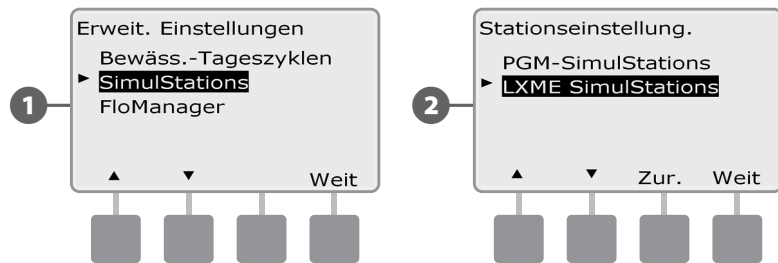 1
Erweit. Einstellungen
Bewäss.-Tageszyklen
► SimulStations
FloManager
▲ ▼ Weit
2
Stationseinstellung.
PGM-SimulStations
► LXME SimulStations
▲ ▼ Zur. Weit